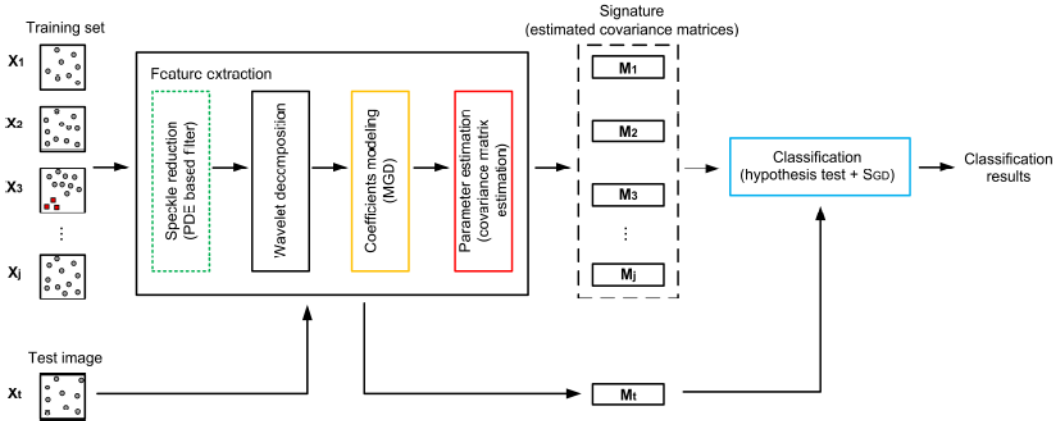 Training set
X1
X2
X3
⋮
Xj
Test image
Xt
Feature extraction
Speckle reduction
(PDE based filter)
Wavelet decomposition
Coefficients modeling
(MGD)
Parameter estimation
(covariance matrix
estimation)
Signature
(estimated covariance matrices)
M1
M2
M3
⋮
Mj
Mt
Classification
(hypothesis test + SGD)
Classification
results